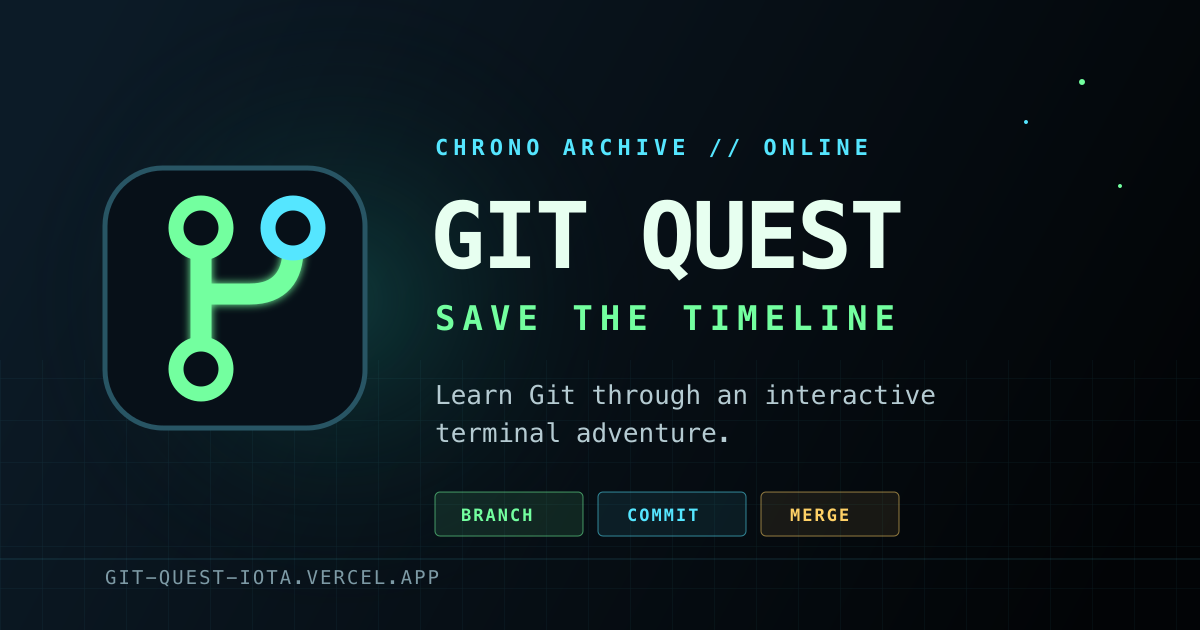 CHRONO ARCHIVE // ONLINE
GIT QUEST
SAVE THE TIMELINE
Learn Git through an interactive
terminal adventure.
BRANCH
COMMIT
MERGE
GIT-QUEST-IOTA.VERCEL.APP